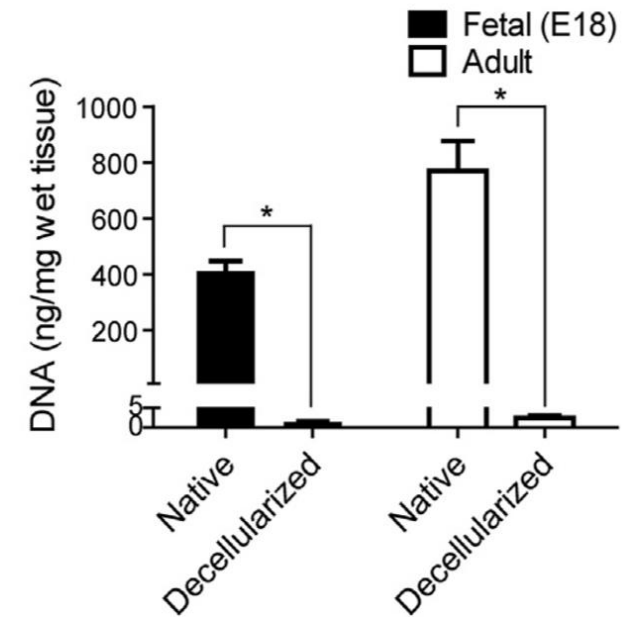 Fetal (E18)
Adult
DNA (ng/mg wet tissue)
1000
800
600
400
200
5
0
*
*
Native
Decellularized
Native
Decellularized